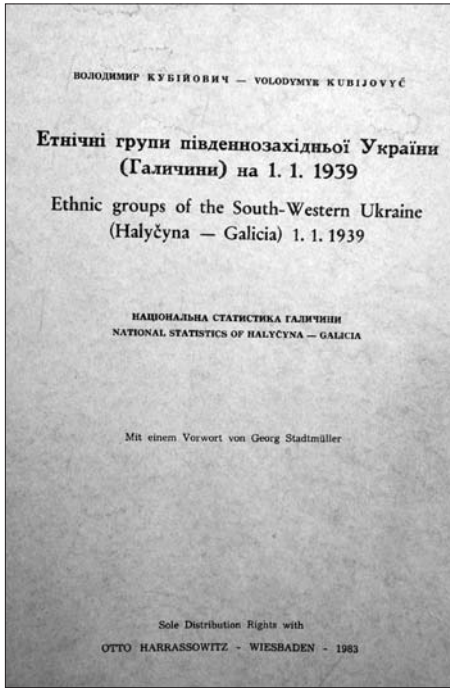 ВОЛОДИМИР КУБІЙОВИЧ — VOLODYMYR KUBIJOVYČ
Етнічні групи південнозахідньої України
(Галичини) на 1. 1. 1939
Ethnic groups of the South-Western Ukraine
(Halyčyna — Galicia) 1. 1. 1939
НАЦІОНАЛЬНА СТАТИСТИКА ГАЛИЧИНИ
NATIONAL STATISTICS OF HALYČYNA — GALICIA
Mit einem Vorwort von Georg Stadtmüller
Sole Distribution Rights with
OTTO HARRASSOWITZ - WIESBADEN - 1983